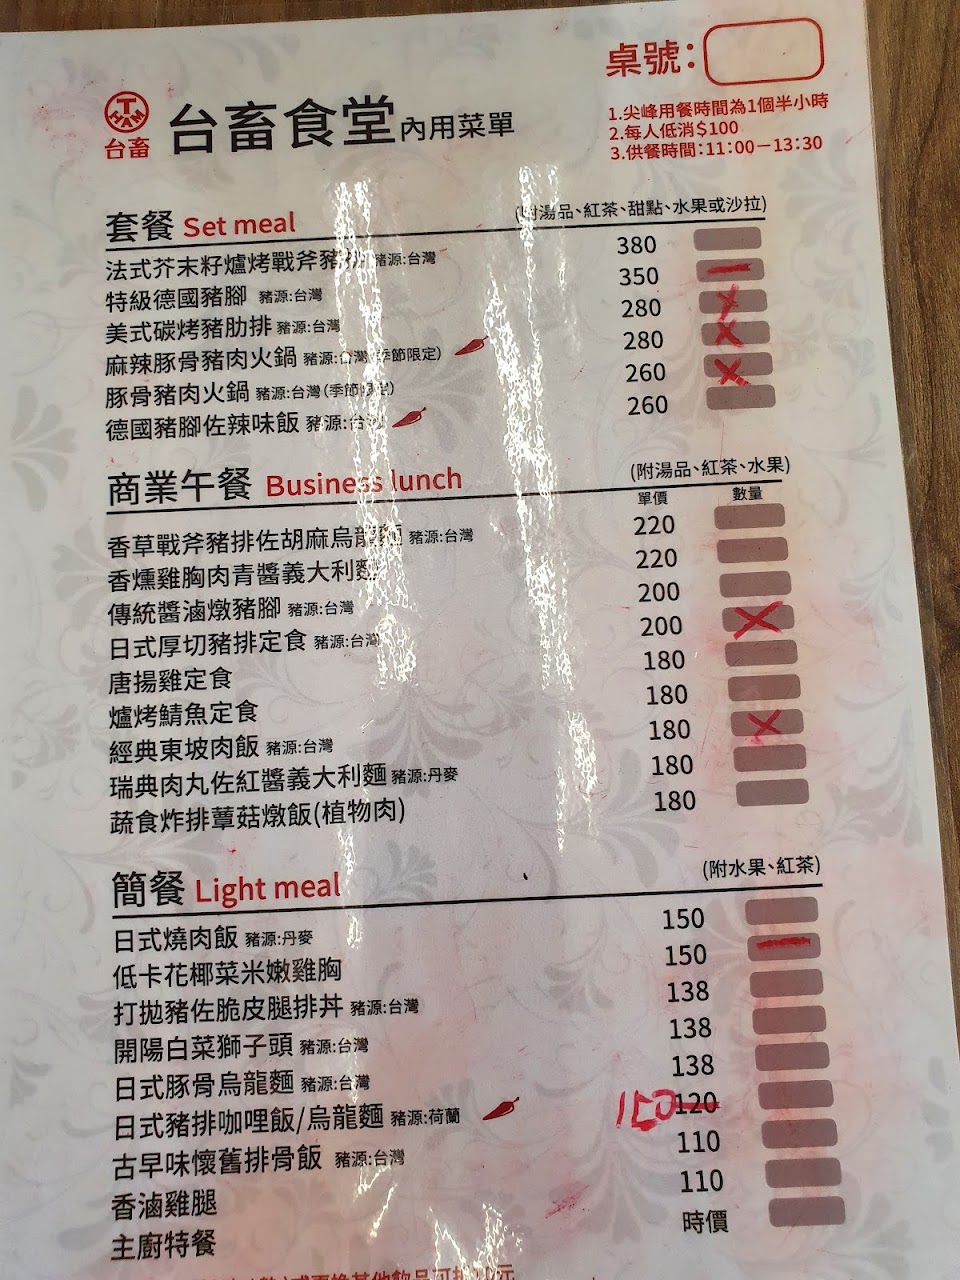 桌號:
T
HAM
台畜
台畜食堂內用菜單
1.尖峰用餐時間為1個半小時
2.每人低消$100
3.供餐時間:11:00-13:30
套餐 Set meal (附湯品、紅茶、甜點、水果或沙拉)
法式芥末籽爐烤戰斧豬 豬源:台灣 380
特級德國豬腳 豬源:台灣 350
美式碳烤豬肋排 豬源:台灣 280
麻辣豚骨豬肉火鍋 豬源:台灣(季節限定) 280
豚骨豬肉火鍋 豬源:台灣(季節限定) 260
德國豬腳佐辣味飯 豬源:台灣 260
商業午餐 Business lunch (附湯品、紅茶、水果)
單價 數量
香草戰斧豬排佐胡麻烏龍麵 豬源:台灣 220
香燻雞胸肉青醬義大利麵 220
傳統醬滷燉豬腳 豬源:台灣 200
日式厚切豬排定食 豬源:台灣 200
唐揚雞定食 180
爐烤鯖魚定食 180
經典東坡肉飯 豬源:台灣 180
瑞典肉丸佐紅醬義大利麵 豬源:丹麥 180
蔬食炸排蕈菇燉飯(植物肉) 180
簡餐 Light meal (附水果、紅茶)
日式燒肉飯 豬源:丹麥 150
低卡花椰菜米嫩雞胸 150
打拋豬佐脆皮腿排丼 豬源:台灣 138
開陽白菜獅子頭 豬源:台灣 138
日式豚骨烏龍麵 豬源:台灣 138
日式豬排咖哩飯/烏龍麵 豬源:荷蘭 120
古早味懷舊排骨飯 豬源:台灣 110
香滷雞腿 110
主廚特餐 時價